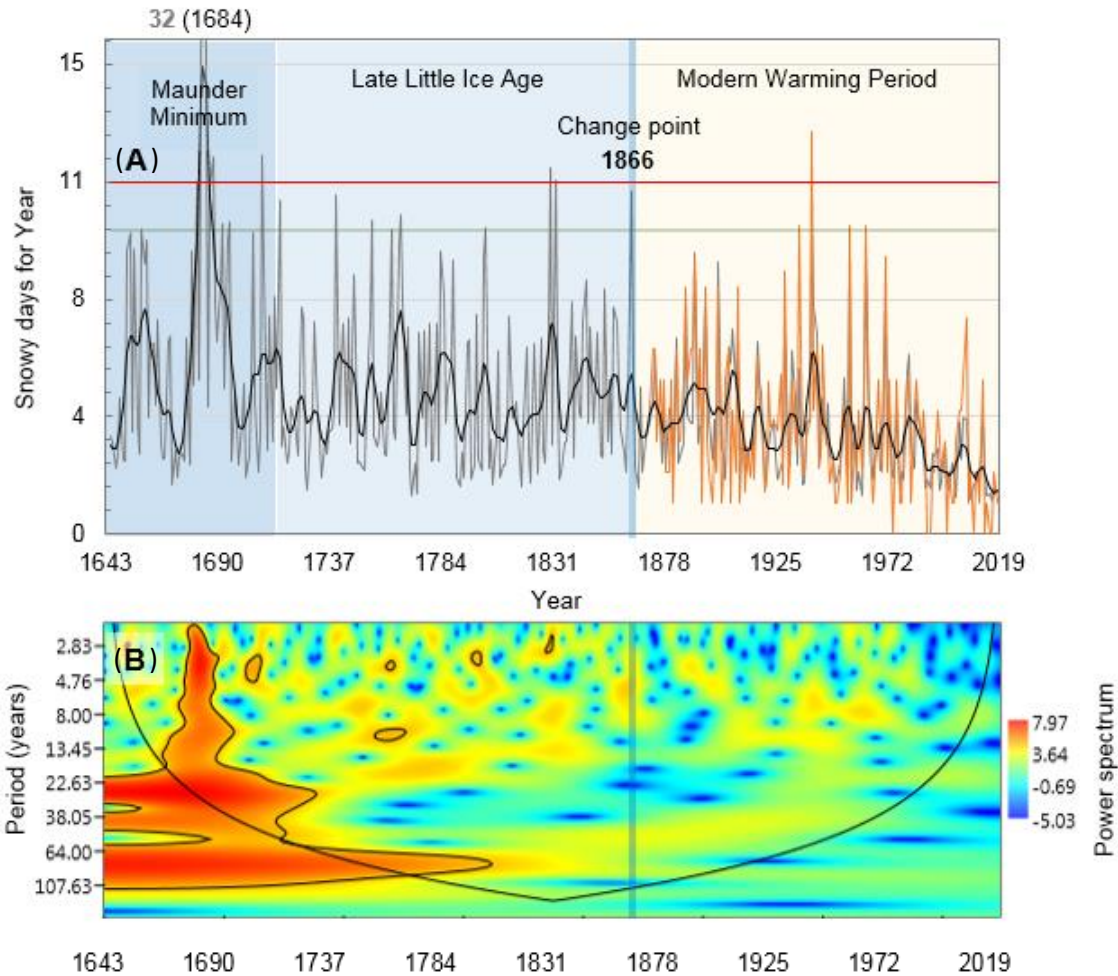 32 (1684)
15
Maunder
Minimum
Late Little Ice Age
Modern Warming Period
Change point
1866
(A)
11
8
4
0
Snowy days for Year
1643 1690 1737 1784 1831 1878 1925 1972 2019
Year
(B)
2.83
4.76
8.00
13.45
22.63
38.05
64.00
107.63
Period (years)
7.97
3.64
-0.69
-5.03
Power spectrum
1643 1690 1737 1784 1831 1878 1925 1972 2019